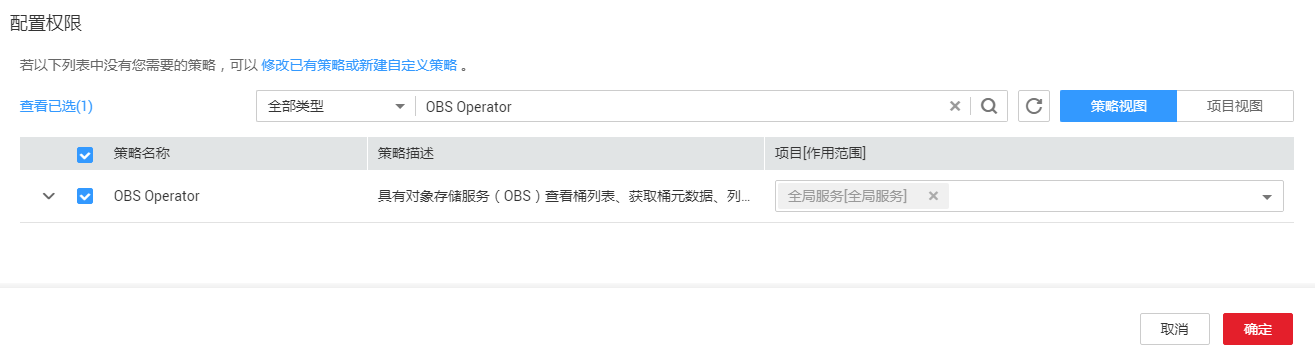 配置权限
若以下列表中没有您需要的策略，可以 修改已有策略或新建自定义策略 。
查看已选(1) 全部类型 OBS Operator 策略视图 项目视图
策略名称 策略描述 项目[作用范围]
OBS Operator 具有对象存储服务（OBS）查看桶列表、获取桶元数据、列... 全局服务[全局服务]
取消 确定